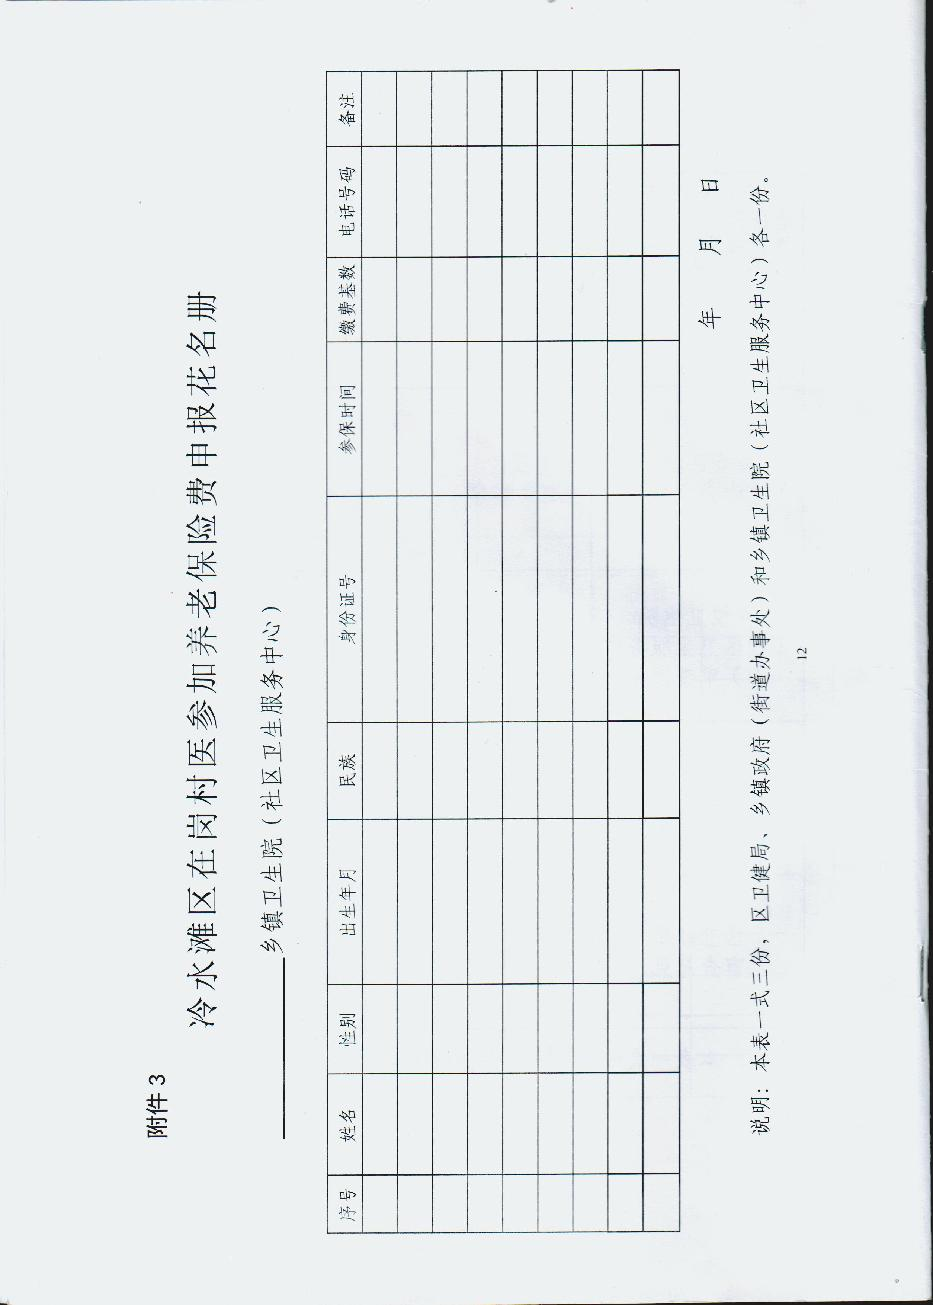 附件 3
冷水滩区在岗村医参加养老保险费申报花名册
乡镇卫生院（社区卫生服务中心）
序号 姓名 性别 出生年月 民族 身份证号 参保时间 缴费基数 电话号码 备注
年 月 日
说明：本表一式三份，区卫健局、乡镇政府（街道办事处）和乡镇卫生院（社区卫生服务中心）各一份。
12